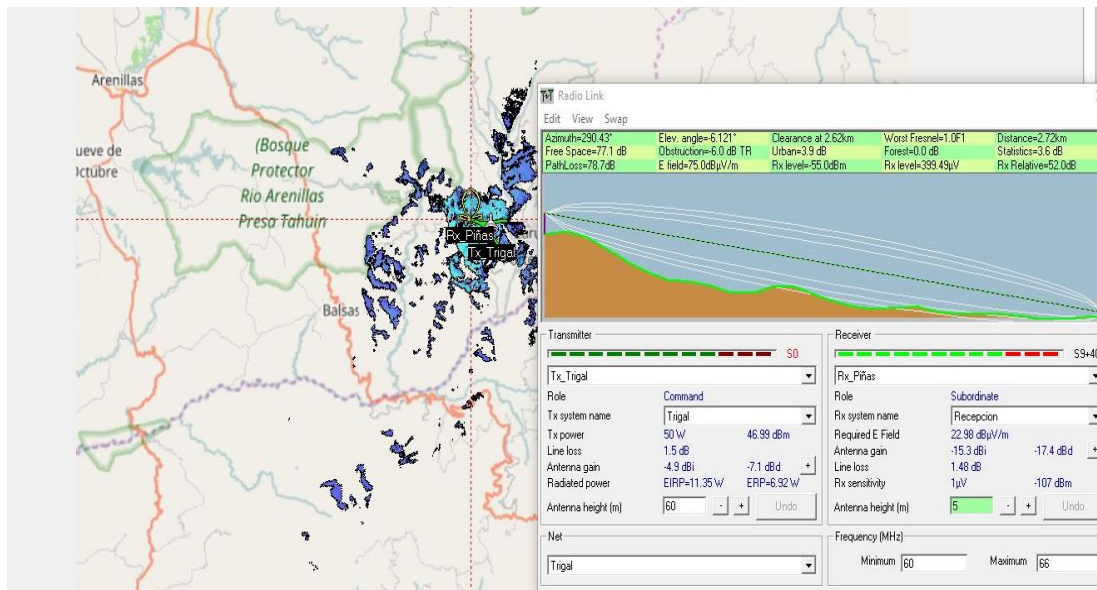 Arenillas
ueve de
Octubre
(Bosque
Protector
Rio Arenillas
Presa Tahuin
Balsas
Rx_Piñas
Tx_Trigal
Radio Link
Edit View Swap
Azimuth=290.43° Elev. angle=-6.121° Clearance at 2.62km Worst Fresnel=1.0F1 Distance=2.72km
Free Space=77.1 dB Obstruction=-6.0 dB TR Urban=3.9 dB Forest=0.0 dB Statistics=3.6 dB
PathLoss=78.7dB E field=75.0dBµV/m Rx level=-55.0dBm Rx level=399.49µV Rx Relative=52.0dB
Transmitter
S0
Tx_Trigal
Role Command
Tx system name Trigal
Tx power 50 W 46.99 dBm
Line loss 1.5 dB
Antenna gain -4.9 dBi -7.1 dBd +
Radiated power EIRP=11.35 W ERP=6.92 W
Antenna height (m) 60 - + Undo
Net
Trigal
Receiver
S9+40
Rx_Piñas
Role Subordinate
Rx system name Recepcion
Required E Field 22.98 dBµV/m
Antenna gain -15.3 dBi -17.4 dBd +
Line loss 1.48 dB
Rx sensitivity 1µV -107 dBm
Antenna height (m) 5 - + Undo
Frequency (MHz)
Minimum 60 Maximum 66